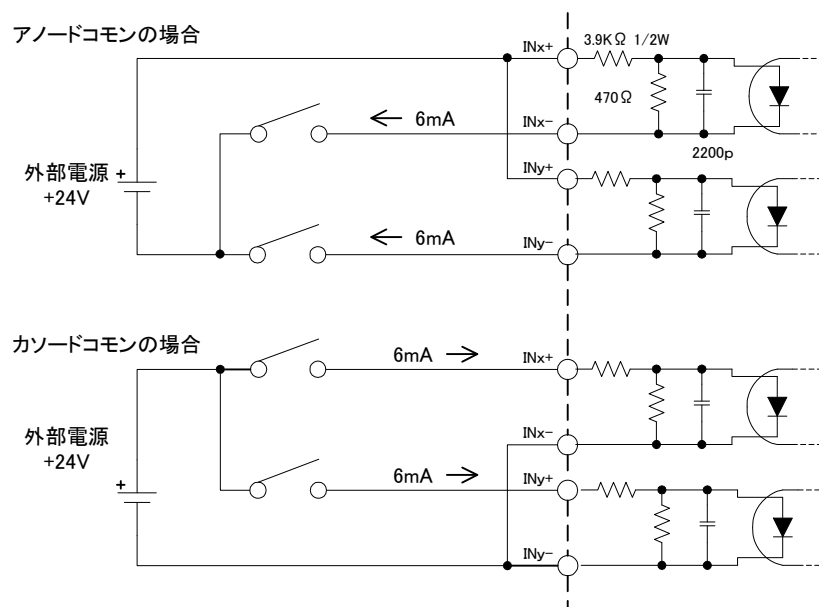 アノードコモンの場合
INx+
3.9KΩ 1/2W
470Ω
← 6mA
INx−
2200p
外部電源
+
+24V
INy+
← 6mA
INy−
カソードコモンの場合
6mA →
INx+
外部電源
+24V
INx−
6mA →
INy+
+
INy−